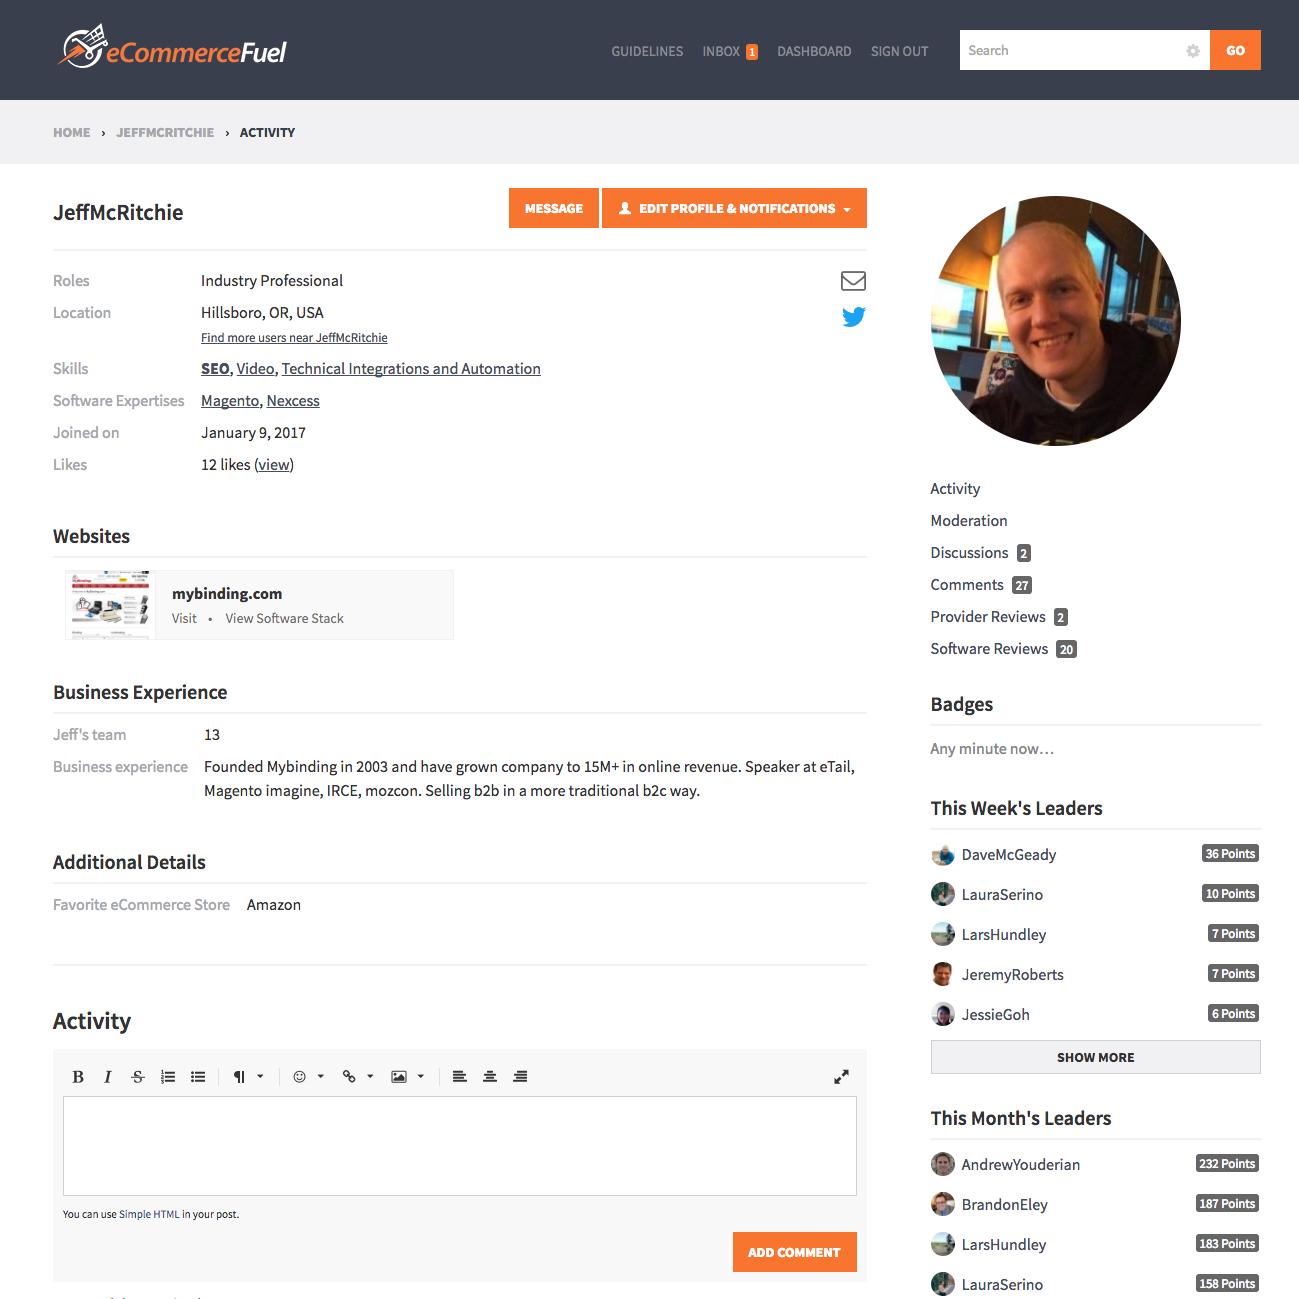 eCommerceFuel
GUIDELINES INBOX 1 DASHBOARD SIGN OUT Search GO
HOME › JEFFMCRITCHIE › ACTIVITY
JeffMcRitchie
MESSAGE EDIT PROFILE & NOTIFICATIONS
Roles Industry Professional
Location Hillsboro, OR, USA
Find more users near JeffMcRitchie
Skills SEO, Video, Technical Integrations and Automation
Software Expertises Magento, Nexcess
Joined on January 9, 2017
Likes 12 likes (view)
Websites
mybinding.com
Visit • View Software Stack
Business Experience
Jeff's team 13
Business experience Founded Mybinding in 2003 and have grown company to 15M+ in online revenue. Speaker at eTail,
Magento imagine, IRCE, mozcon. Selling b2b in a more traditional b2c way.
Additional Details
Favorite eCommerce Store Amazon
Activity
B I S
You can use Simple HTML in your post.
ADD COMMENT
Activity
Moderation
Discussions 2
Comments 27
Provider Reviews 2
Software Reviews 20
Badges
Any minute now...
This Week's Leaders
DaveMcGeady 36 Points
LauraSerino 10 Points
LarsHundley 7 Points
JeremyRoberts 7 Points
JessieGoh 6 Points
SHOW MORE
This Month's Leaders
AndrewYouderian 232 Points
BrandonEley 187 Points
LarsHundley 183 Points
LauraSerino 158 Points